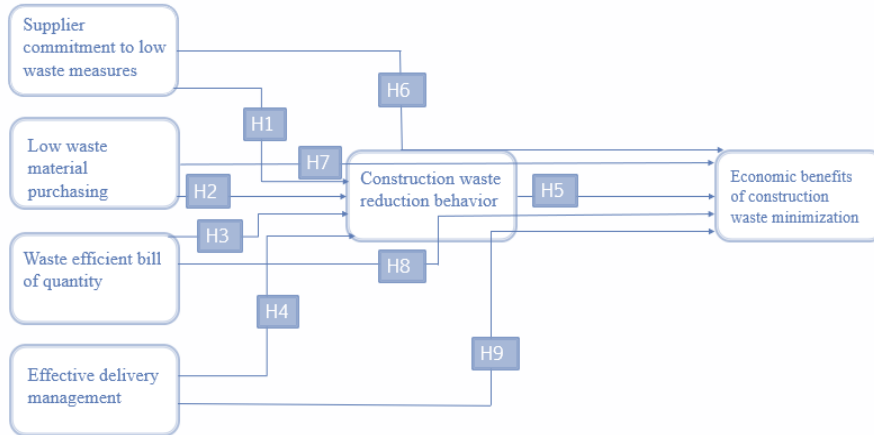 Supplier
commitment to low
waste measures
H6
H1
Low waste
material
purchasing
H7
H2
Construction waste
reduction behavior
H5
Economic benefits
of construction
waste minimization
H3
Waste efficient bill
of quantity
H8
H4
Effective delivery
management
H9